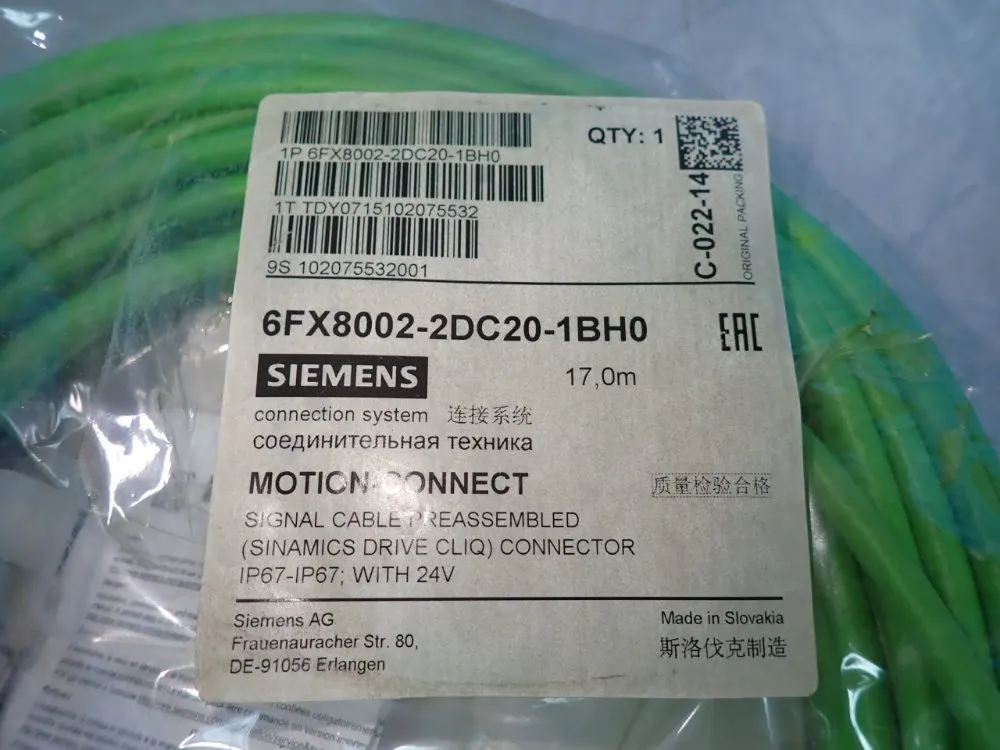 1P 6FX8002-2DC20-1BH0
QTY: 1
1T TDY0715102075532
9S 102075532001
C-022-14
ORIGINAL PACKING
6FX8002-2DC20-1BH0
EAC
SIEMENS
17,0m
connection system 连接系统
соединительная техника
MOTION-CONNECT
质量检验合格
SIGNAL CABLE PREASSEMBLED
(SINAMICS DRIVE CLIQ) CONNECTOR
IP67-IP67; WITH 24V
Siemens AG
Frauenauracher Str. 80,
DE-91056 Erlangen
Made in Slovakia
斯洛伐克制造